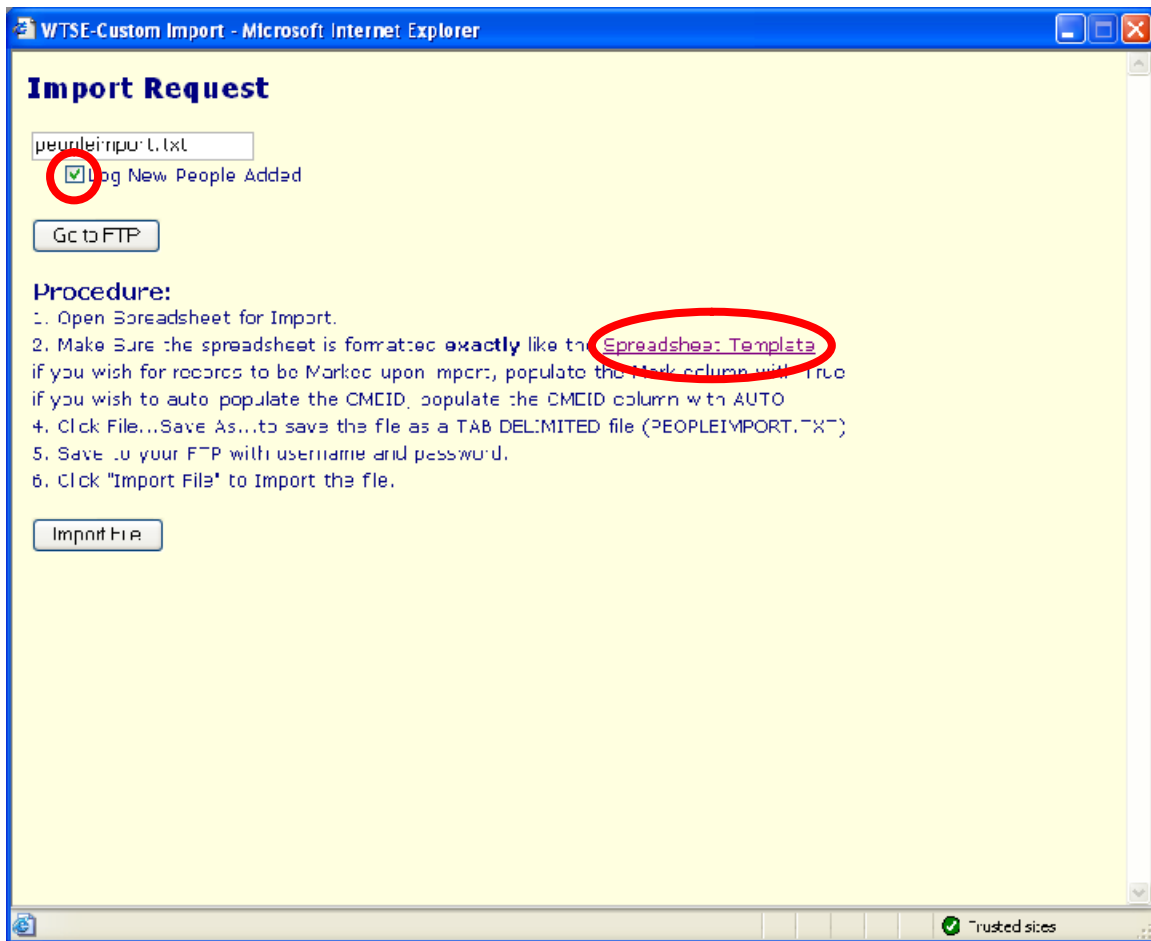 WTSE-Custom Import - Microsoft Internet Explorer
Import Request
peopleimport.txt
Log New People Added
Go to FTP
Procedure:
1. Open Spreadsheet for Import.
2. Make Sure the spreadsheet is formatted exactly like the Spreadsheet Template
if you wish for records to be Marked upon import, populate the Mark column with True
if you wish to auto populate the CMEID, populate the CMEID column with AUTO
4. Click File...Save As...to save the file as a TAB DELIMITED file (PEOPLEIMPORT.TXT)
5. Save to your FTP with username and password.
6. Click "Import File" to Import the file.
Import File
Trusted sites